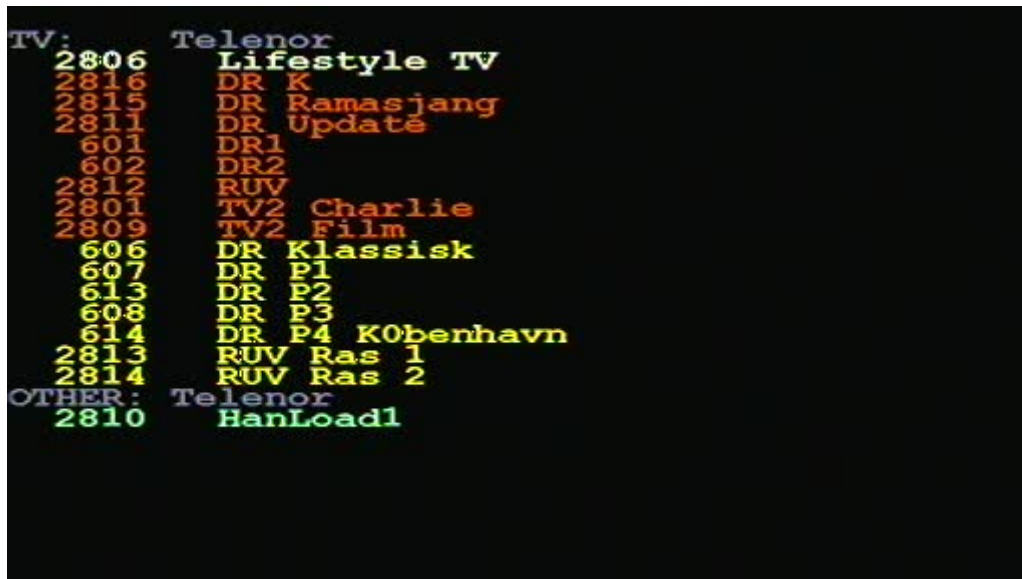 TV: Telenor
2806 Lifestyle TV
2816 DR K
2815 DR Ramasjang
2811 DR Update
601 DR1
602 DR2
2812 RUV
2801 TV2 Charlie
2809 TV2 Film
606 DR Klassisk
607 DR P1
613 DR P2
608 DR P3
614 DR P4 K0benhavn
2813 RUV Ras 1
2814 RUV Ras 2
OTHER: Telenor
2810 HanLoad1